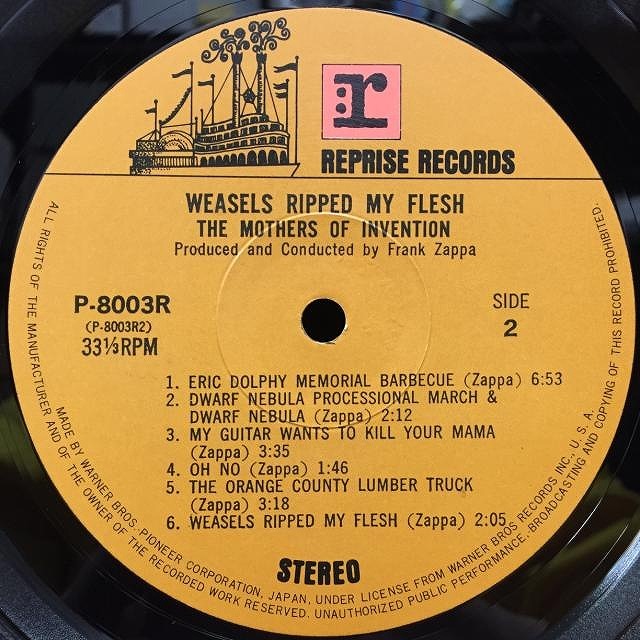 r
REPRISE RECORDS
WEASELS RIPPED MY FLESH
THE MOTHERS OF INVENTION
Produced and Conducted by Frank Zappa
P-8003R
(P-8003R2)
33⅓RPM
SIDE
2
1. ERIC DOLPHY MEMORIAL BARBECUE (Zappa) 6:53
2. DWARF NEBULA PROCESSIONAL MARCH &
DWARF NEBULA (Zappa) 2:12
3. MY GUITAR WANTS TO KILL YOUR MAMA
(Zappa) 3:35
4. OH NO (Zappa) 1:46
5. THE ORANGE COUNTY LUMBER TRUCK
(Zappa) 3:18
6. WEASELS RIPPED MY FLESH (Zappa) 2:05
STEREO
MADE BY WARNER BROS.-PIONEER CORPORATION, JAPAN, UNDER LICENSE FROM WARNER BROS RECORDS INC., U.S.A.
ALL RIGHTS OF THE MANUFACTURER AND OF THE OWNER OF THE RECORDED WORK RESERVED. UNAUTHORIZED PUBLIC PERFORMANCE. BROADCASTING AND COPYING OF THIS RECORD PROHIBITED.